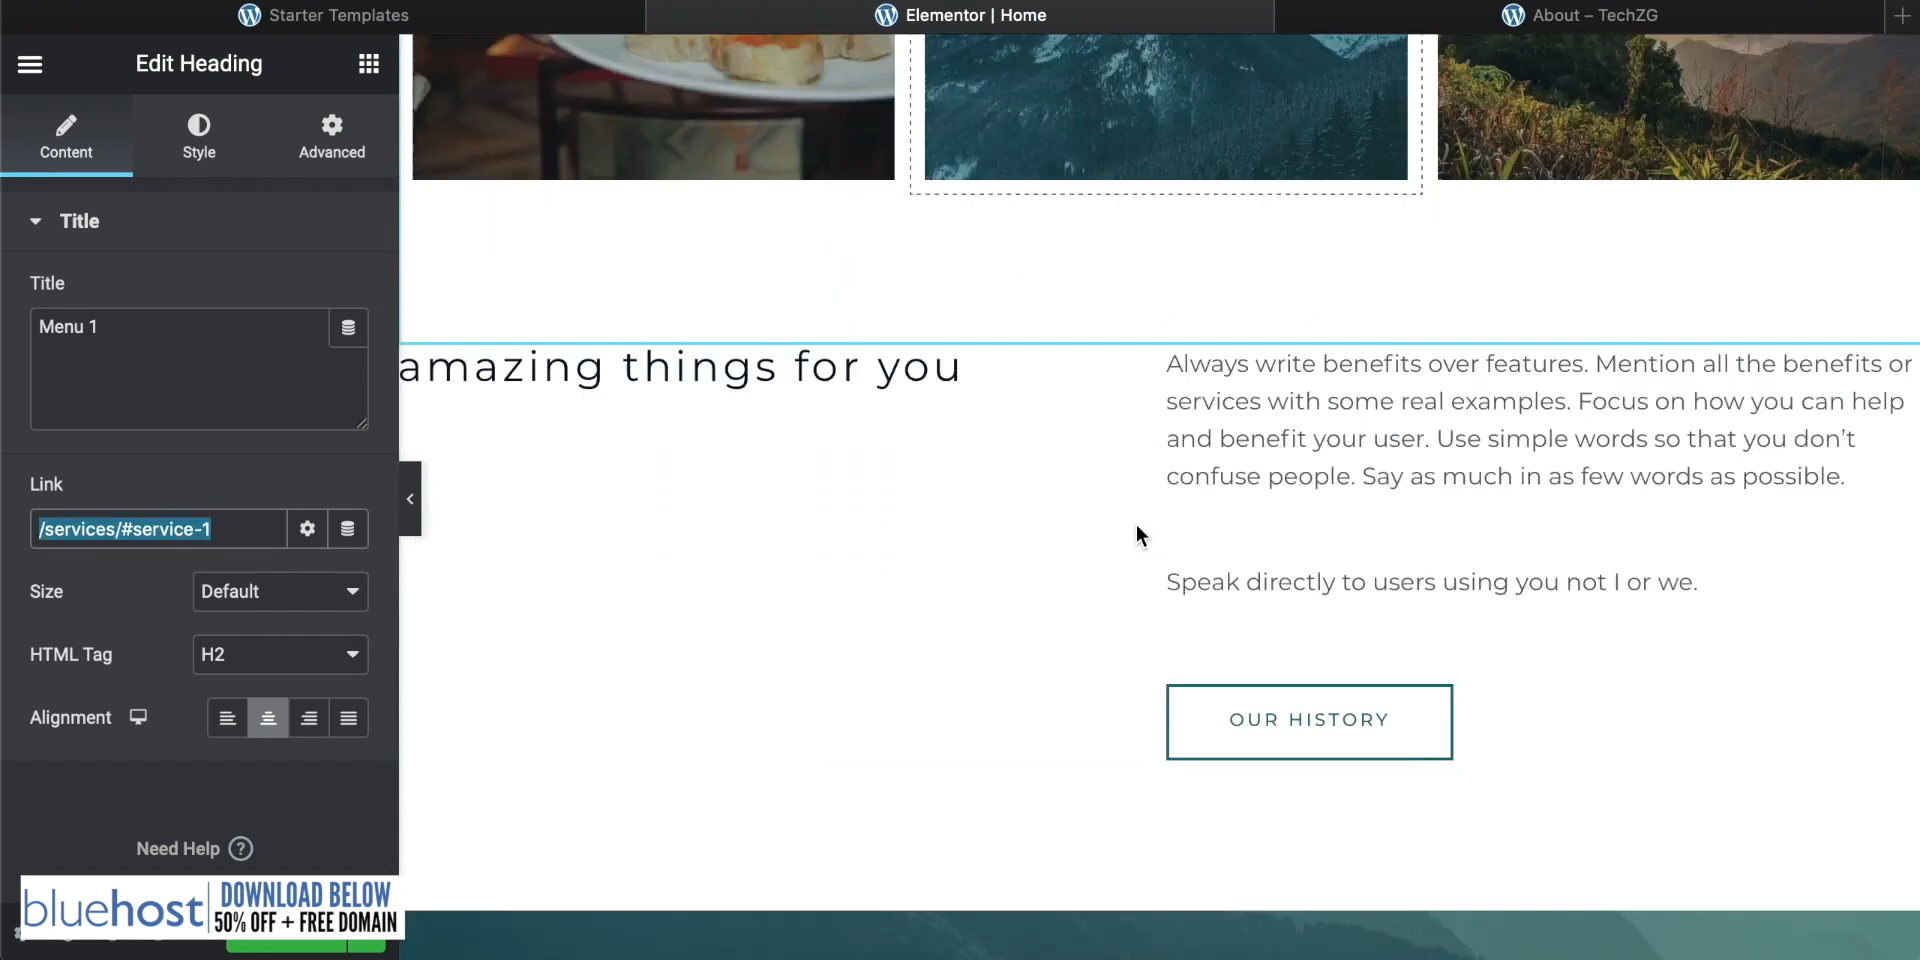 Starter Templates
Elementor | Home
About – TechZG
Edit Heading
Content
Style
Advanced
Title
Title
Menu 1
Link
/services/#service-1
Size
Default
HTML Tag
H2
Alignment
Need Help ?
bluehost
DOWNLOAD BELOW
50% OFF + FREE DOMAIN
amazing things for you
Always write benefits over features. Mention all the benefits or
services with some real examples. Focus on how you can help
and benefit your user. Use simple words so that you don’t
confuse people. Say as much in as few words as possible.
Speak directly to users using you not I or we.
OUR HISTORY